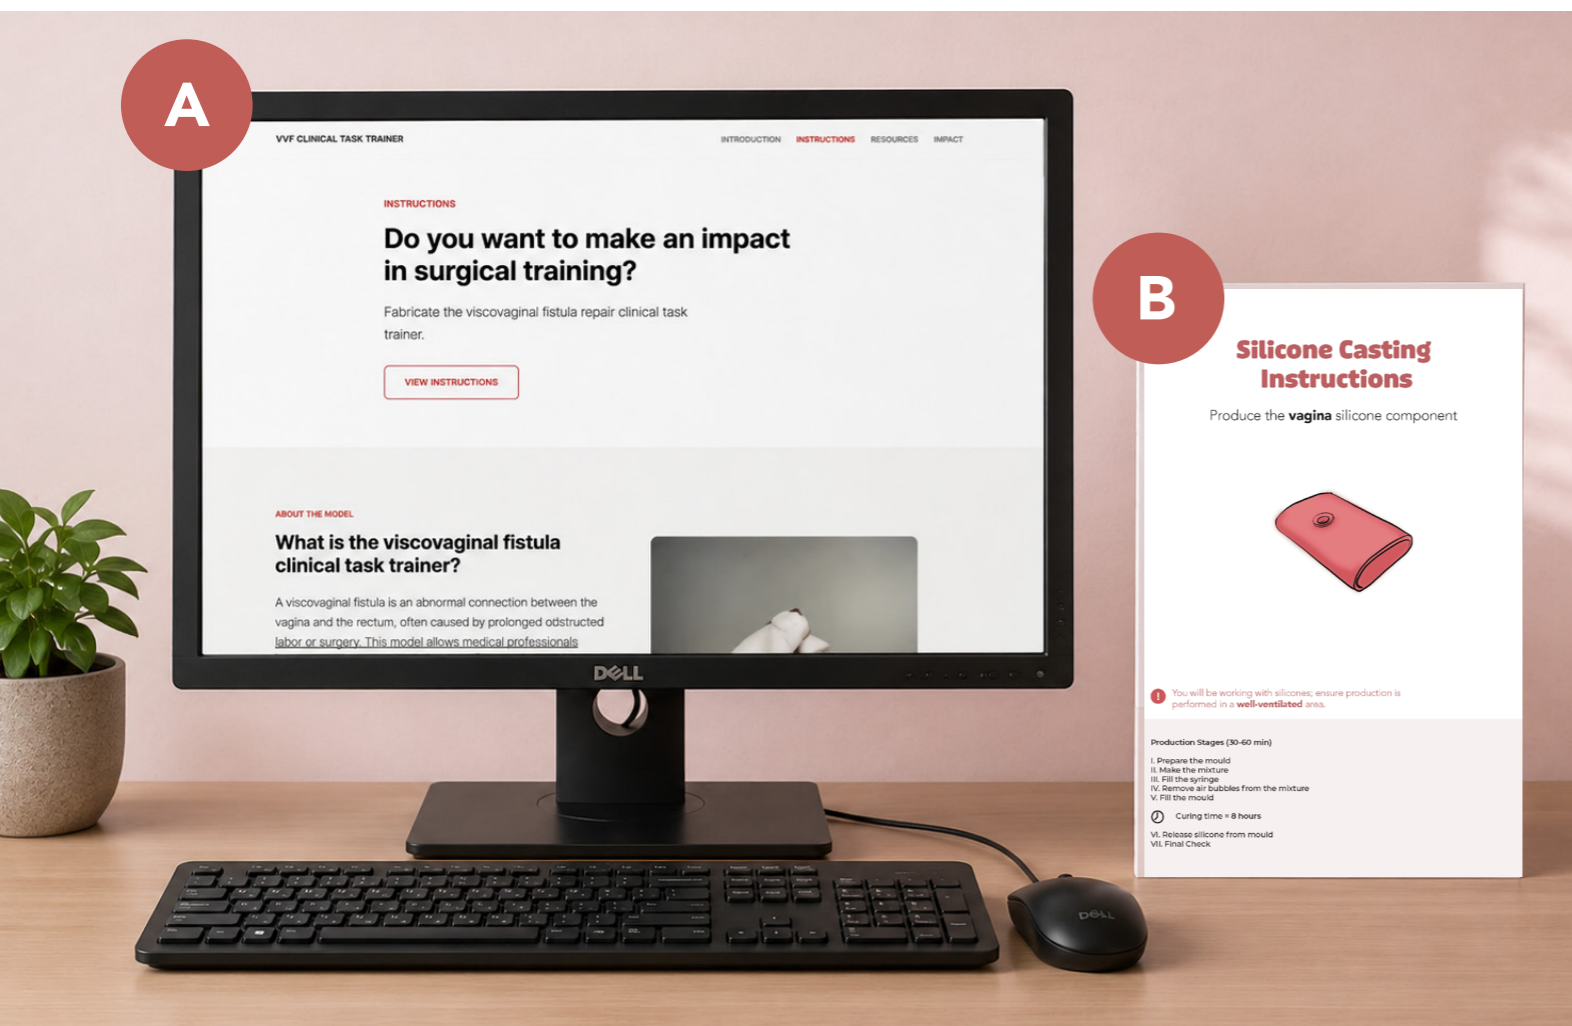 A
VVF CLINICAL TASK TRAINER
INTRODUCTION INSTRUCTIONS RESOURCES IMPACT
INSTRUCTIONS
Do you want to make an impact
in surgical training?
Fabricate the viscovaginal fistula repair clinical task
trainer.
VIEW INSTRUCTIONS
ABOUT THE MODEL
What is the viscovaginal fistula
clinical task trainer?
A viscovaginal fistula is an abnormal connection between the
vagina and the rectum, often caused by prolonged obstructed
labor or surgery. This model allows medical professionals
DELL
DELL
B
Silicone Casting
Instructions
Produce the vagina silicone component
!
You will be working with silicones; ensure production is
performed in a well-ventilated area.
Production Stages (30-60 min)
I. Prepare the mould
II. Make the mixture
III. Fill the syringe
IV. Remove air bubbles from the mixture
V. Fill the mould
Curing time = 8 hours
VI. Release silicone from mould
VII. Final Check